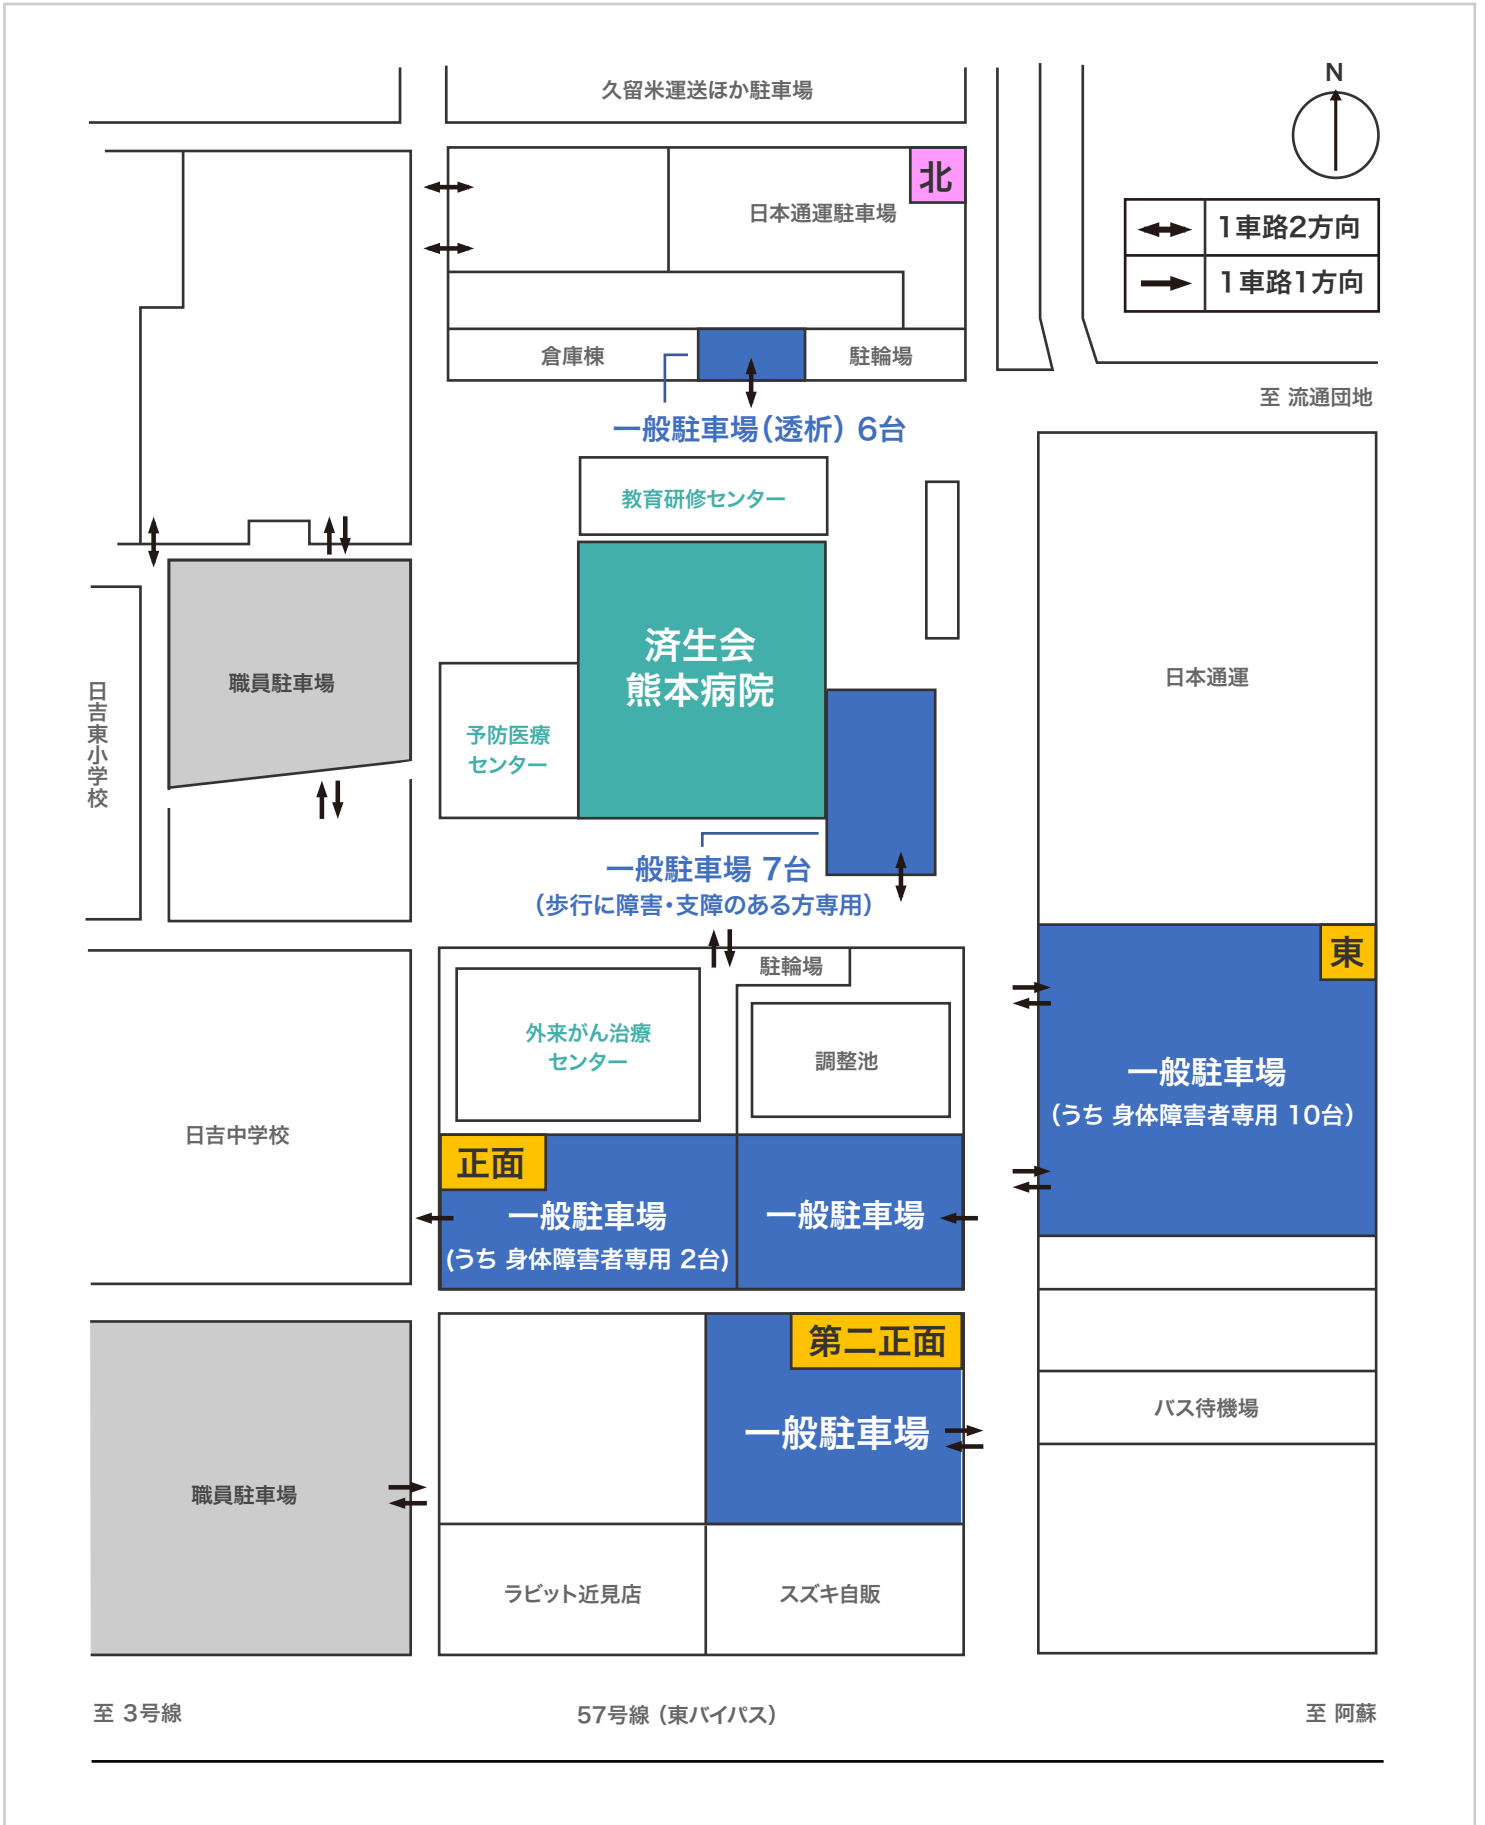 久留米運送ほか駐車場
N
北
日本通運駐車場
1車路2方向
1車路1方向
倉庫棟
駐輪場
至 流通団地
一般駐車場(透析) 6台
教育研修センター
済生会
熊本病院
職員駐車場
日吉東小学校
日本通運
予防医療
センター
一般駐車場 7台
(歩行に障害・支障のある方専用)
東
駐輪場
外来がん治療
センター
調整池
一般駐車場
(うち 身体障害者専用 10台)
日吉中学校
正面
一般駐車場
(うち 身体障害者専用 2台)
一般駐車場
第二正面
一般駐車場
バス待機場
職員駐車場
ラビット近見店
スズキ自販
至 3号線
57号線(東バイパス)
至 阿蘇